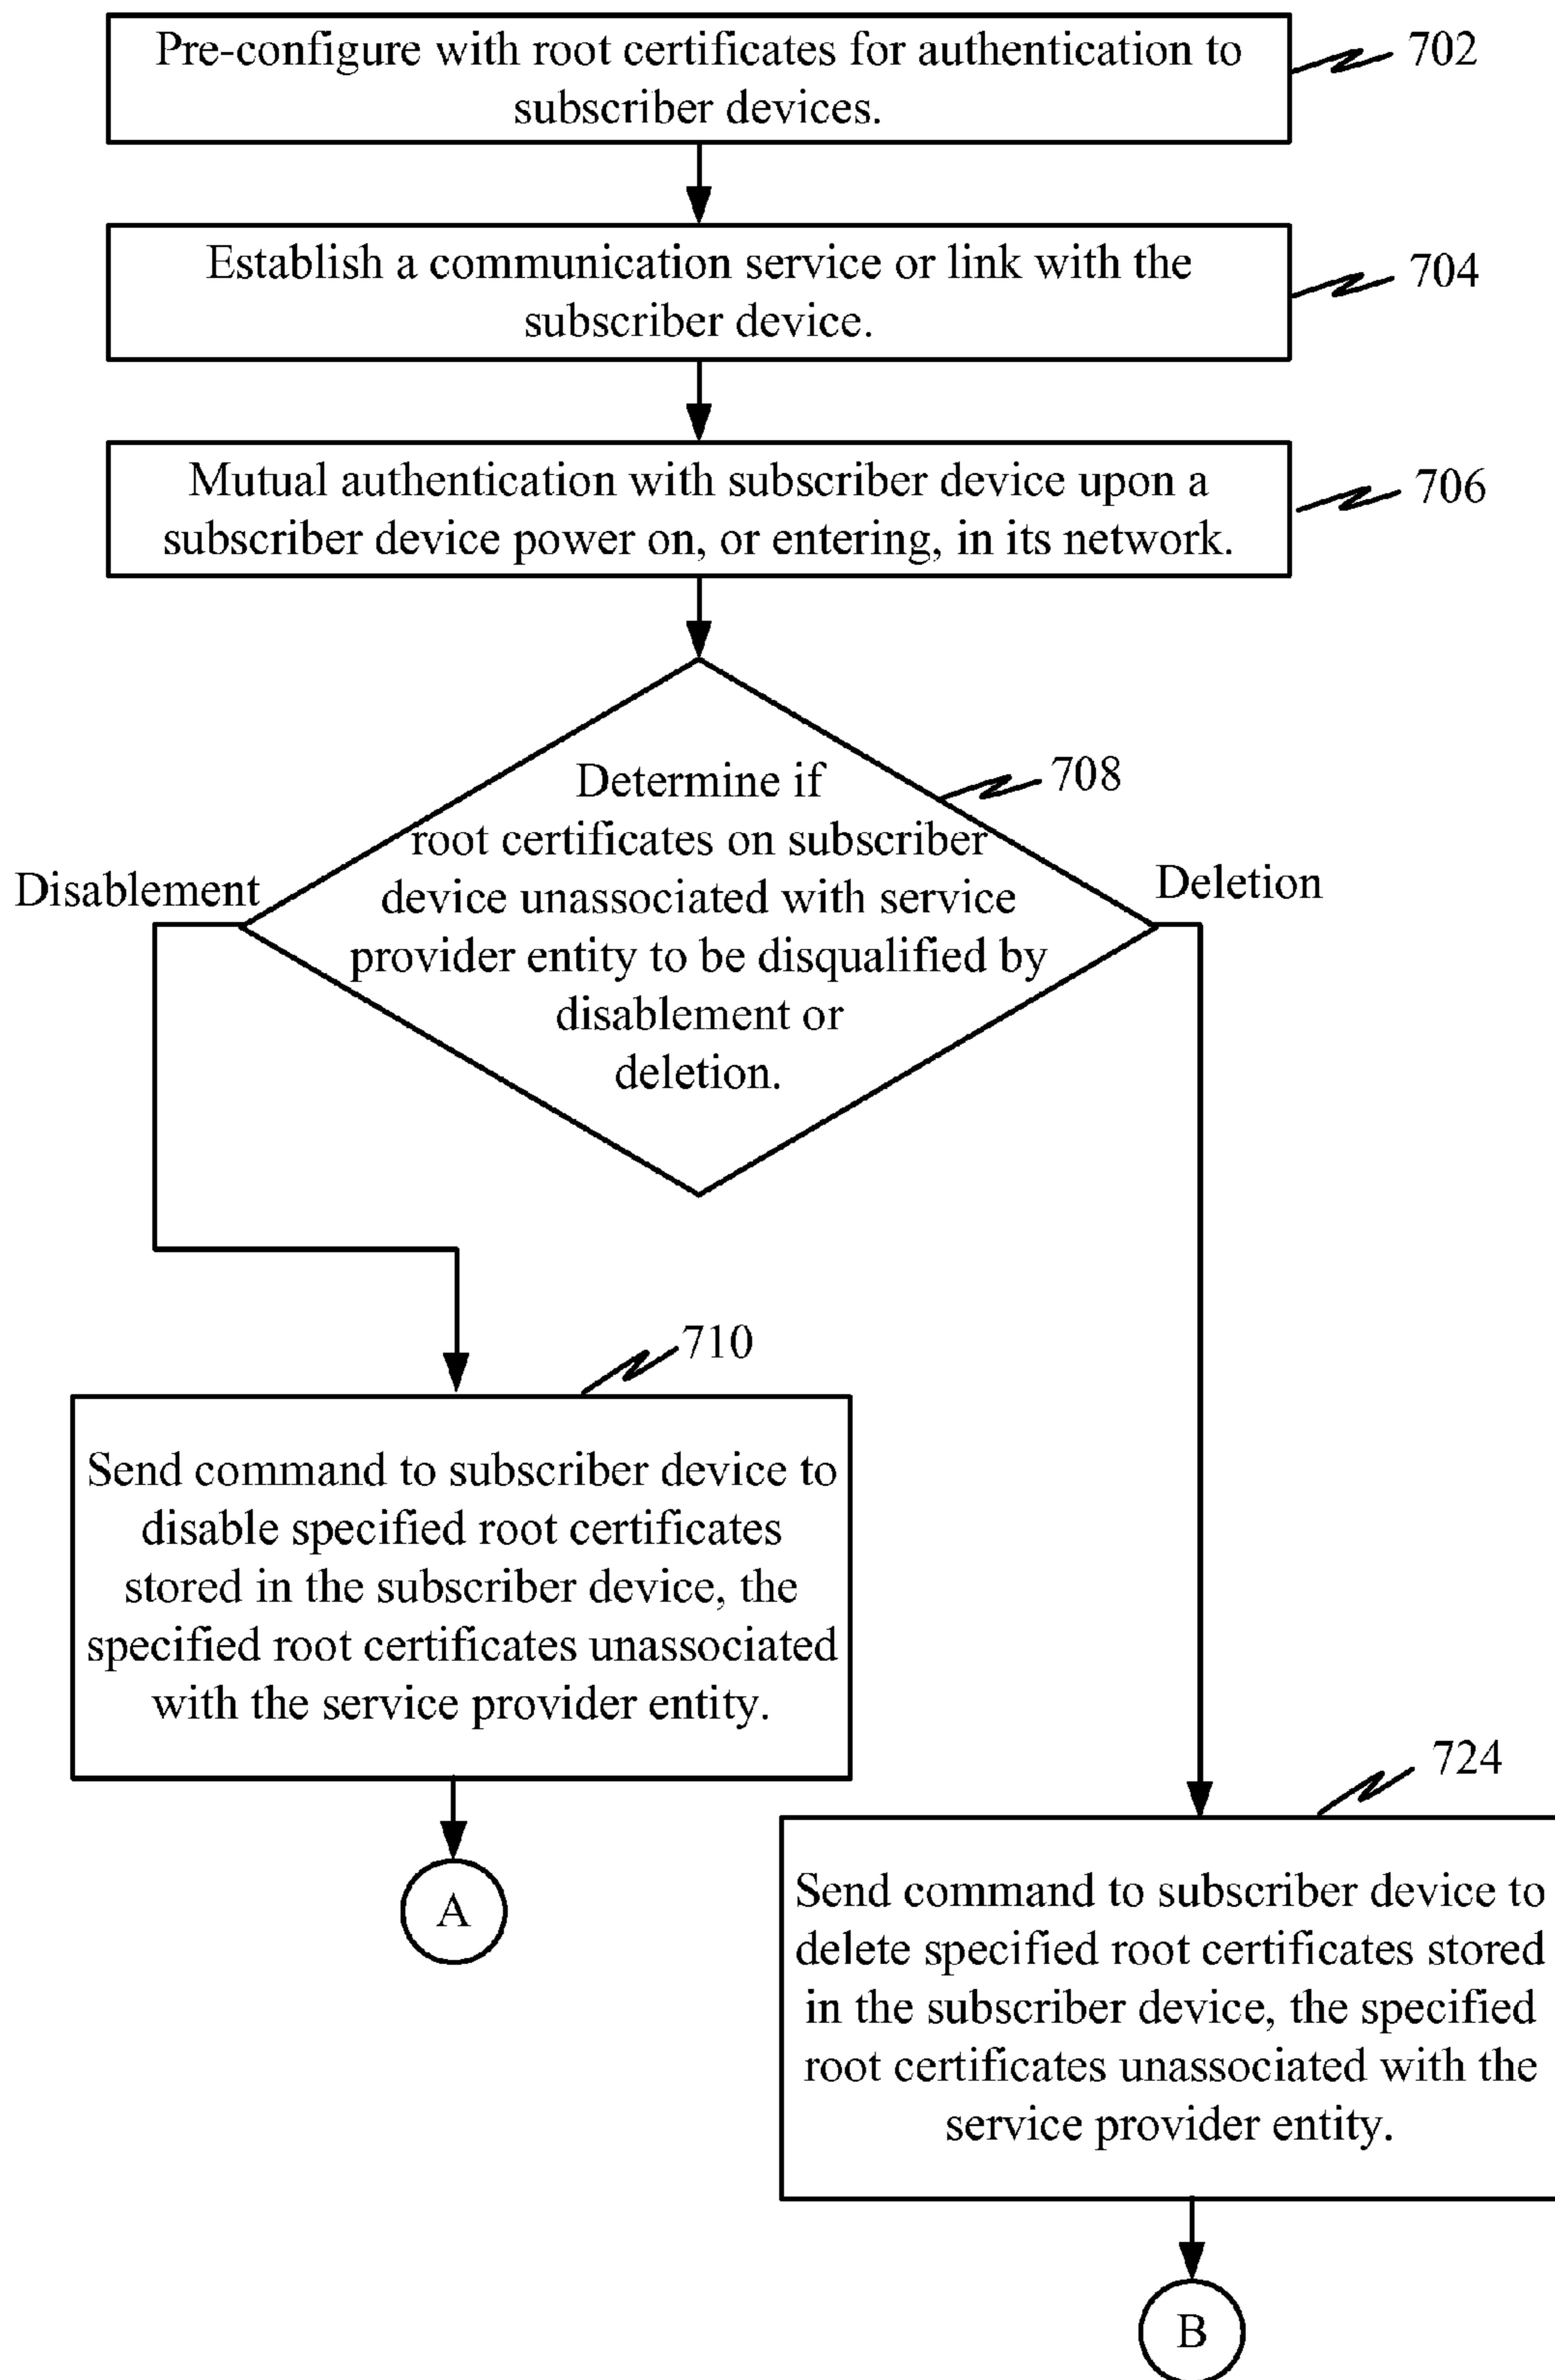 Pre-configure with root certificates for authentication to
subscriber devices.
702
Establish a communication service or link with the
subscriber device.
704
Mutual authentication with subscriber device upon a
subscriber device power on, or entering, in its network.
706
Determine if
root certificates on subscriber
device unassociated with service
provider entity to be disqualified by
disablement or
deletion.
708
Disablement
Deletion
710
Send command to subscriber device to
disable specified root certificates
stored in the subscriber device, the
specified root certificates unassociated
with the service provider entity.
A
724
Send command to subscriber device to
delete specified root certificates stored
in the subscriber device, the specified
root certificates unassociated with the
service provider entity.
B